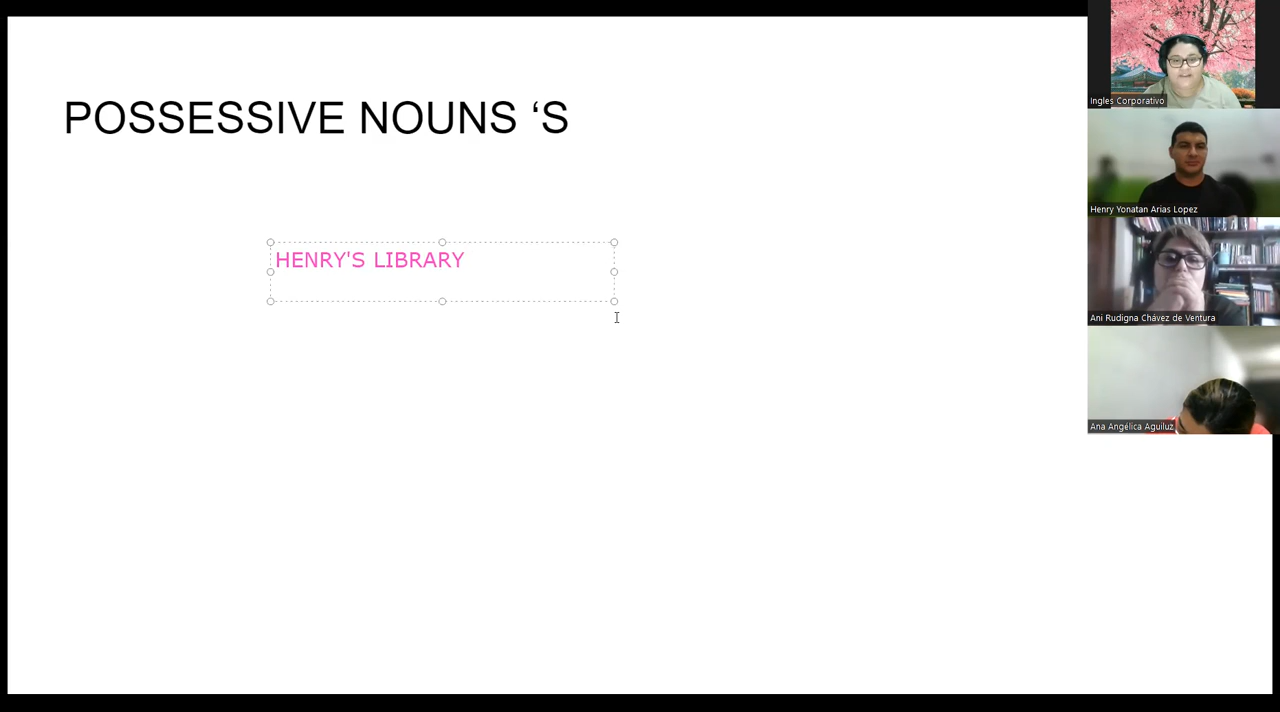 POSSESSIVE NOUNS ‘S
HENRY'S LIBRARY
Ingles Corporativo
Henry Yonatan Arias Lopez
Ani Rudigna Chávez de Ventura
Ana Angélica Aguiluz